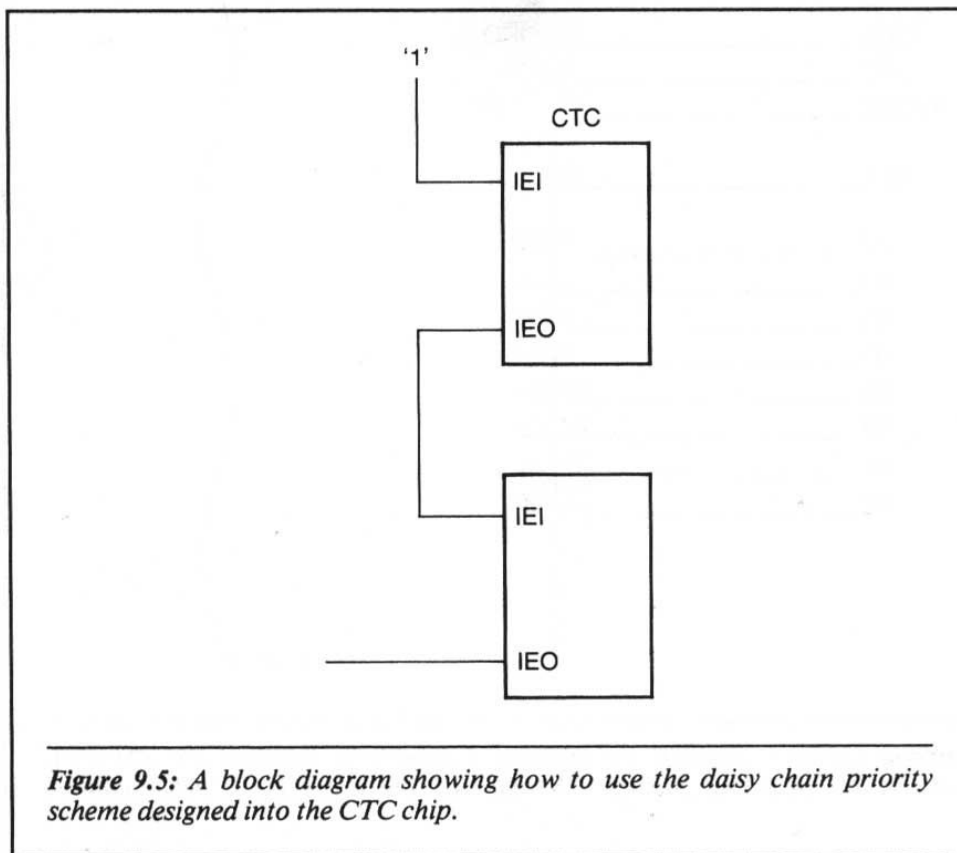 ‘1’
CTC
IEI
IEO
IEI
IEO
Figure 9.5: A block diagram showing how to use the daisy chain priority
scheme designed into the CTC chip.